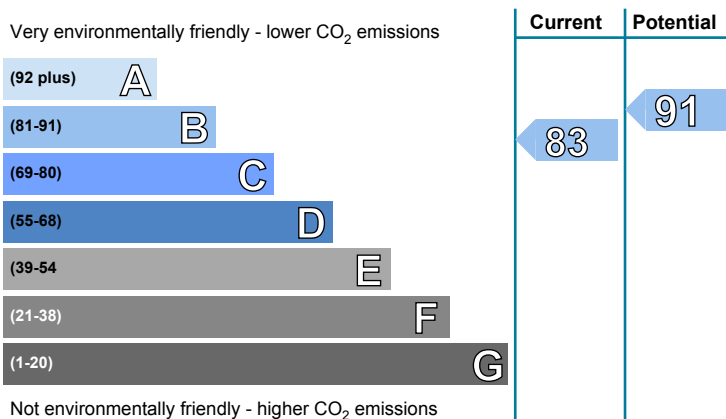 Very environmentally friendly - lower CO2 emissions
Current
Potential
(92 plus) A
(81-91) B
(69-80) C
(55-68) D
(39-54 E
(21-38) F
(1-20) G
83
91
Not environmentally friendly - higher CO2 emissions